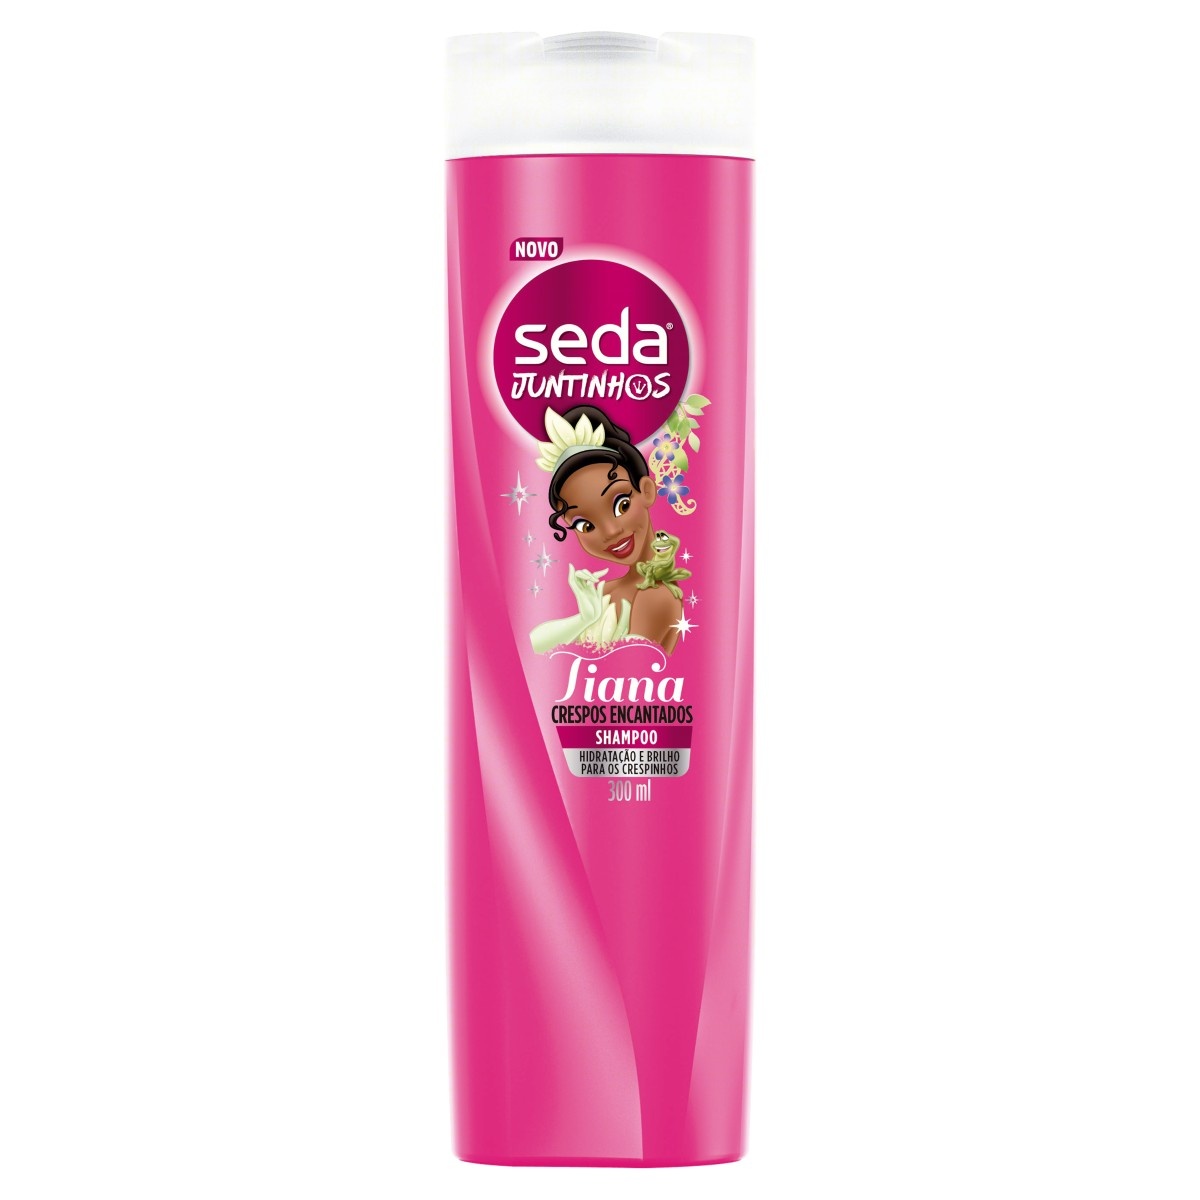 NOVO
seda®
JUNTINHOS
Tiana
CRESPOS ENCANTADOS
SHAMPOO
HIDRATAÇÃO E BRILHO
PARA OS CRESPINHOS
300 ml